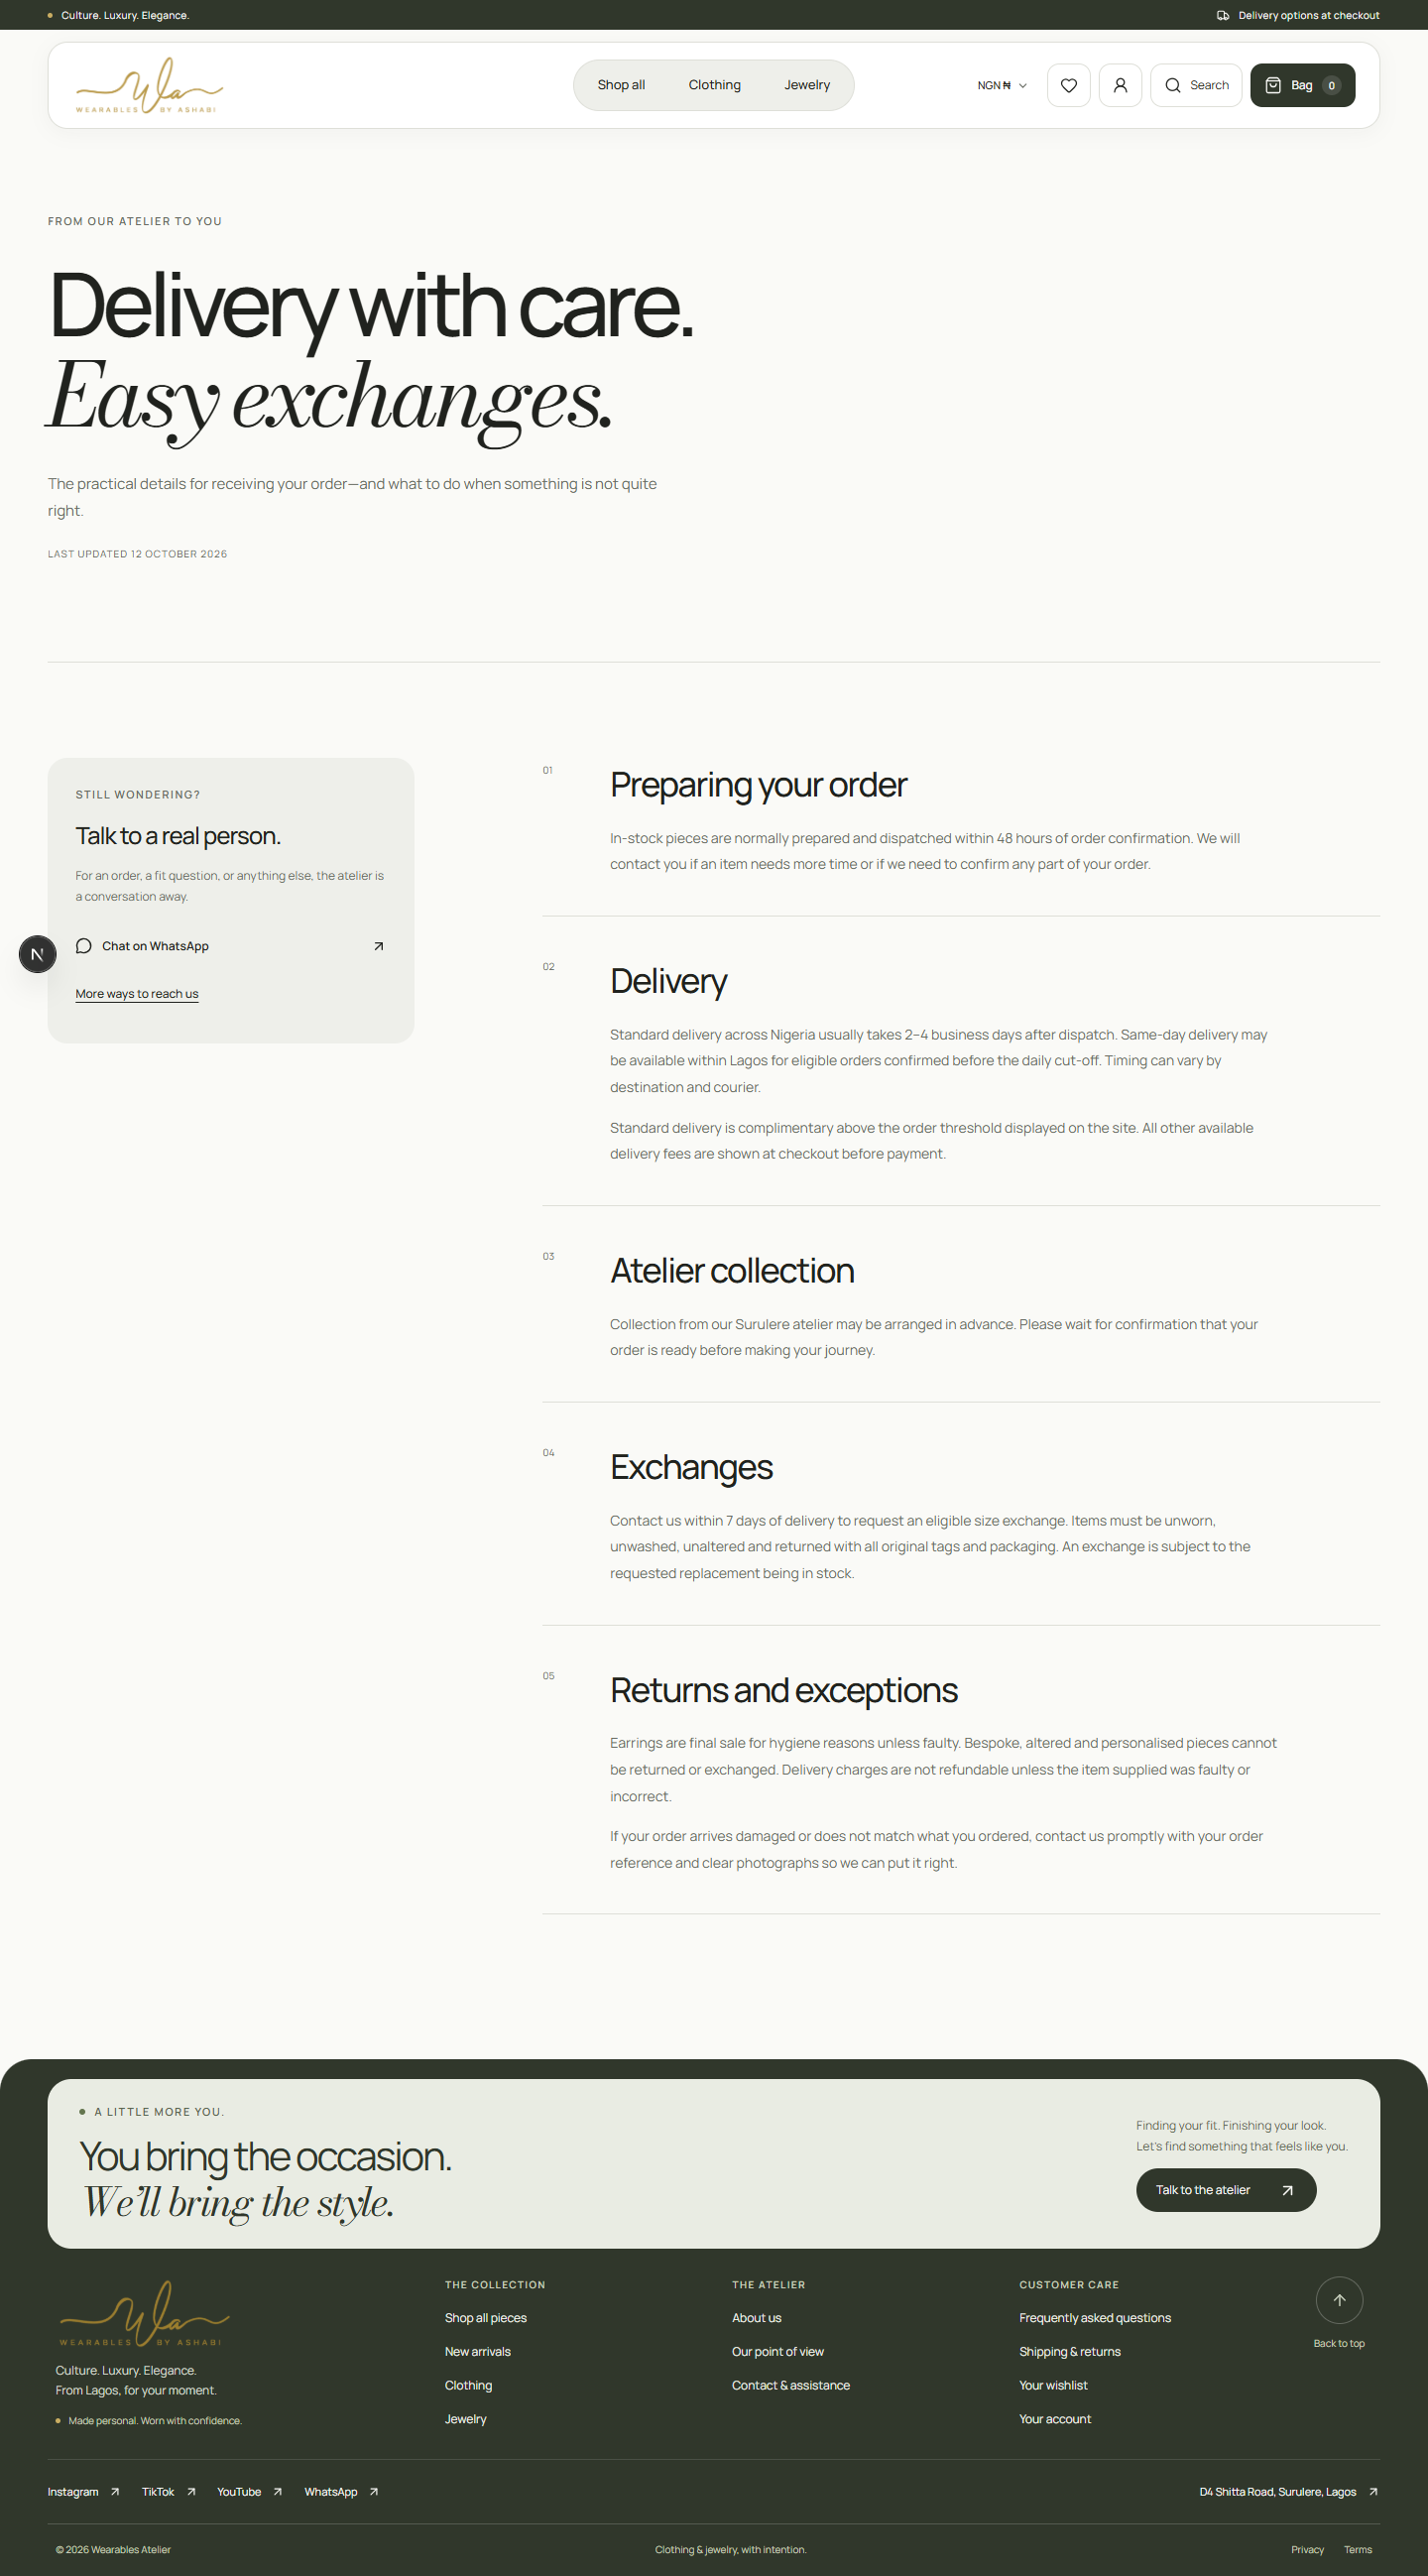 Culture. Luxury. Elegance.
Delivery options at checkout
Wla
WEARABLES BY ASHABI
Shop all
Clothing
Jewelry
NGN ₦
Search
Bag
0
FROM OUR ATELIER TO YOU
Delivery with care.
Easy exchanges.
The practical details for receiving your order—and what to do when something is not quite
right.
LAST UPDATED 12 OCTOBER 2026
STILL WONDERING?
Talk to a real person.
For an order, a fit question, or anything else, the atelier is
a conversation away.
Chat on WhatsApp
More ways to reach us
N
01
Preparing your order
In-stock pieces are normally prepared and dispatched within 48 hours of order confirmation. We will
contact you if an item needs more time or if we need to confirm any part of your order.
02
Delivery
Standard delivery across Nigeria usually takes 2–4 business days after dispatch. Same-day delivery may
be available within Lagos for eligible orders confirmed before the daily cut-off. Timing can vary by
destination and courier.
Standard delivery is complimentary above the order threshold displayed on the site. All other available
delivery fees are shown at checkout before payment.
03
Atelier collection
Collection from our Surulere atelier may be arranged in advance. Please wait for confirmation that your
order is ready before making your journey.
04
Exchanges
Contact us within 7 days of delivery to request an eligible size exchange. Items must be unworn,
unwashed, unaltered and returned with all original tags and packaging. An exchange is subject to the
requested replacement being in stock.
05
Returns and exceptions
Earrings are final sale for hygiene reasons unless faulty. Bespoke, altered and personalised pieces cannot
be returned or exchanged. Delivery charges are not refundable unless the item supplied was faulty or
incorrect.
If your order arrives damaged or does not match what you ordered, contact us promptly with your order
reference and clear photographs so we can put it right.
A LITTLE MORE YOU.
You bring the occasion.
We’ll bring the style.
Finding your fit. Finishing your look.
Let’s find something that feels like you.
Talk to the atelier
Wla
WEARABLES BY ASHABI
Culture. Luxury. Elegance.
From Lagos, for your moment.
Made personal. Worn with confidence.
THE COLLECTION
Shop all pieces
New arrivals
Clothing
Jewelry
THE ATELIER
About us
Our point of view
Contact & assistance
CUSTOMER CARE
Frequently asked questions
Shipping & returns
Your wishlist
Your account
Back to top
Instagram
TikTok
YouTube
WhatsApp
D4 Shitta Road, Surulere, Lagos
© 2026 Wearables Atelier
Clothing & jewelry, with intention.
Privacy
Terms